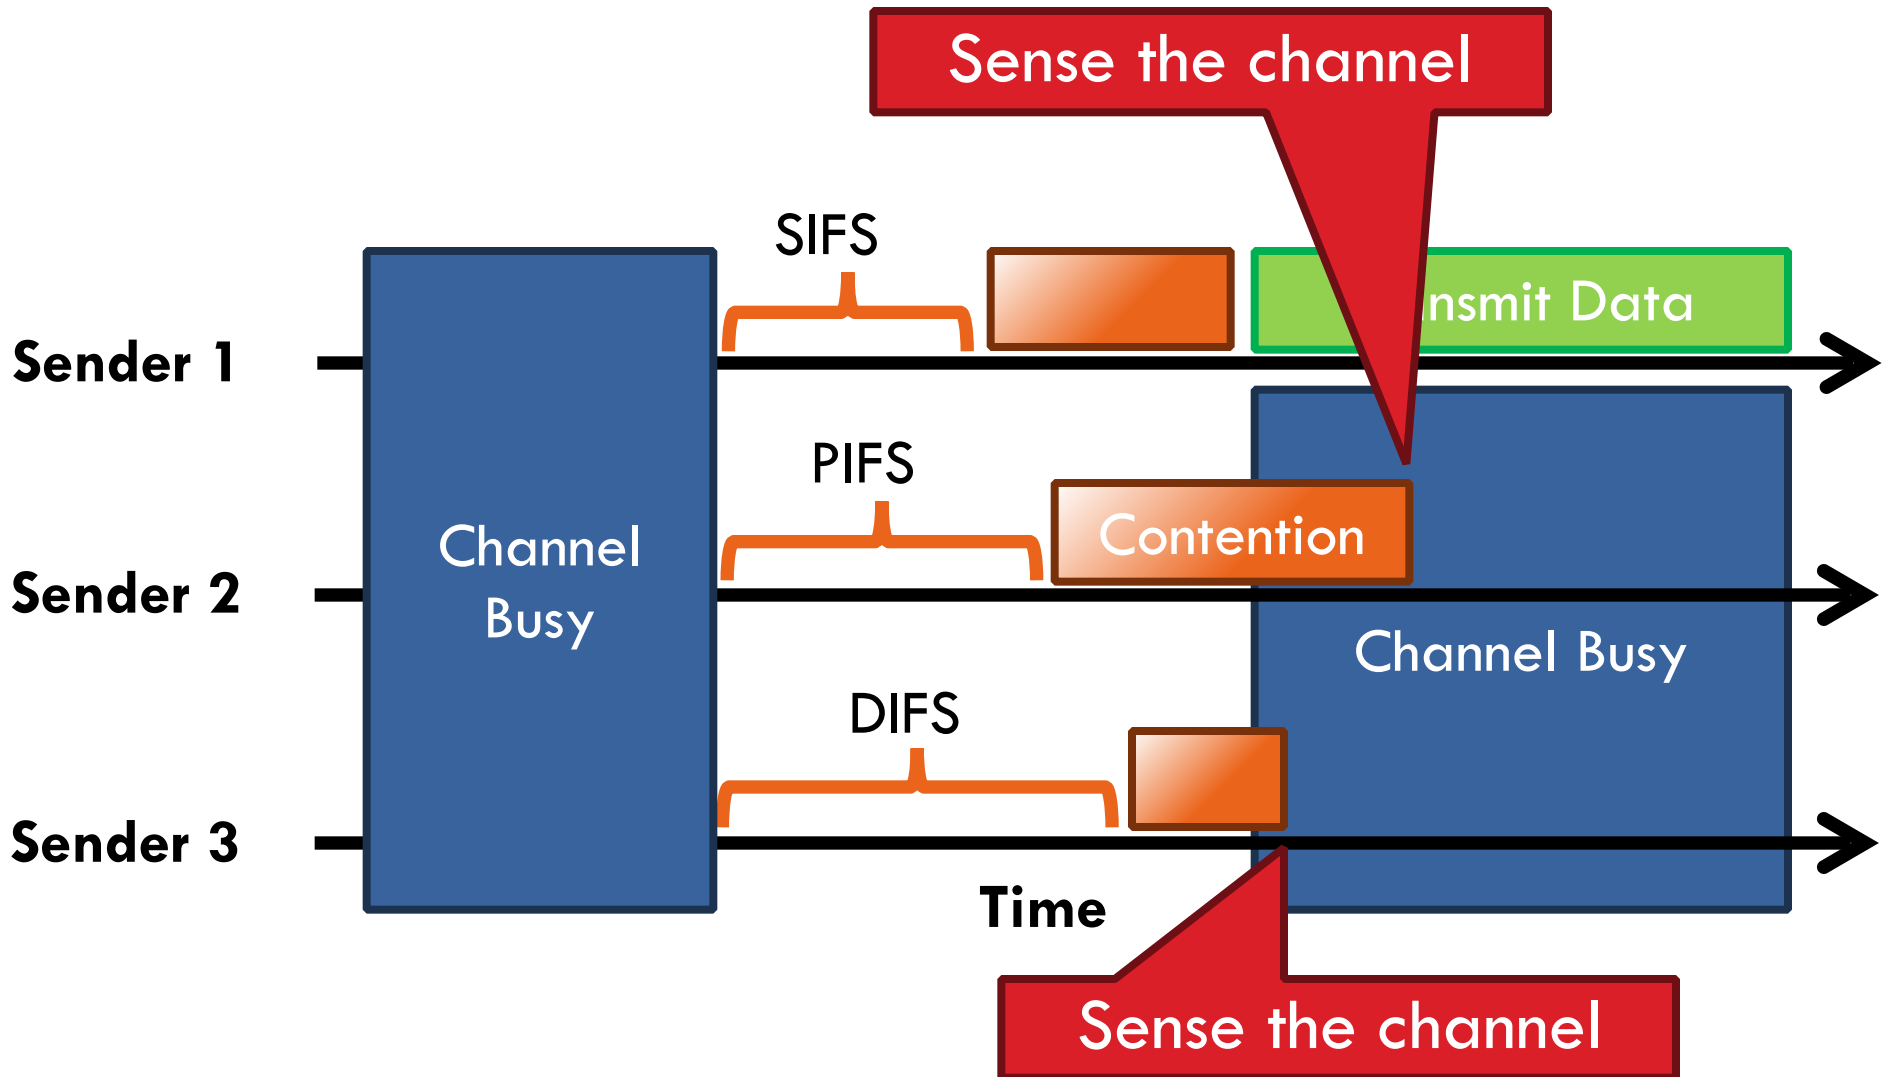 Sense the channel
SIFS
nsmit Data
Sender 1
PIFS
Contention
Channel
Busy
Sender 2
Channel Busy
DIFS
Sender 3
Time
Sense the channel